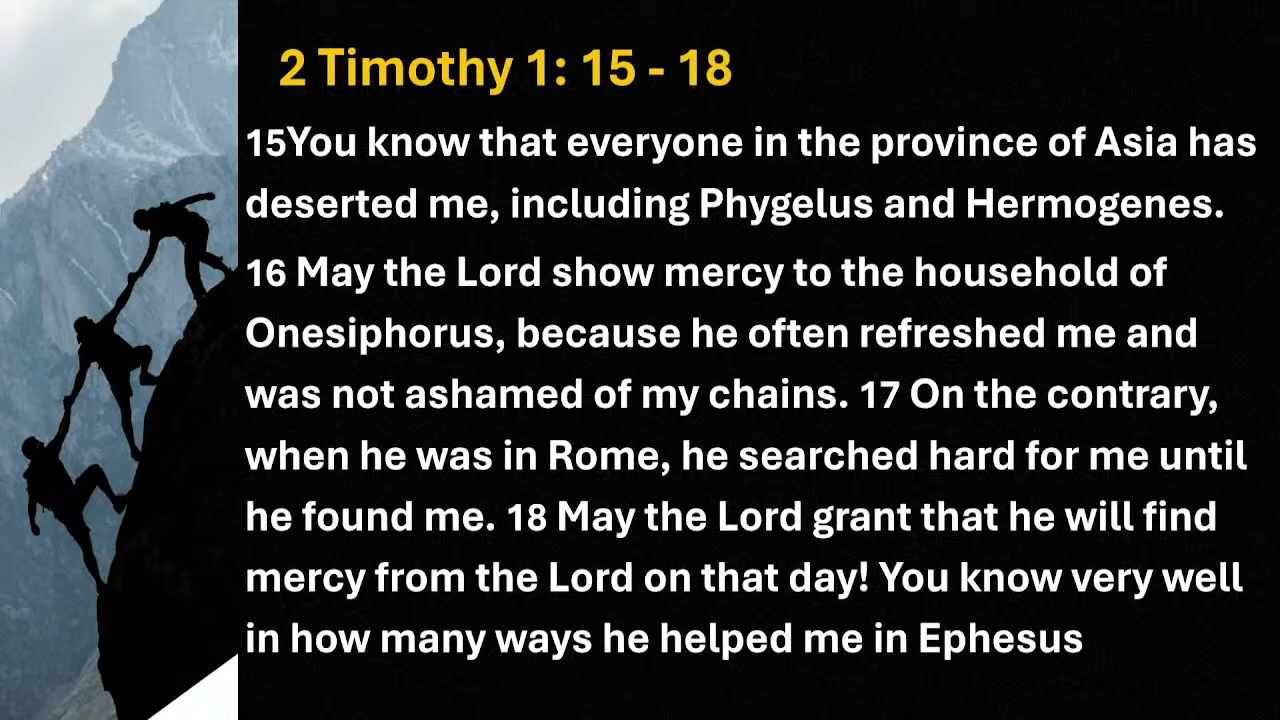 2 Timothy 1: 15 - 18
15You know that everyone in the province of Asia has
deserted me, including Phygelus and Hermogenes.
16 May the Lord show mercy to the household of
Onesiphorus, because he often refreshed me and
was not ashamed of my chains. 17 On the contrary,
when he was in Rome, he searched hard for me until
he found me. 18 May the Lord grant that he will find
mercy from the Lord on that day! You know very well
in how many ways he helped me in Ephesus